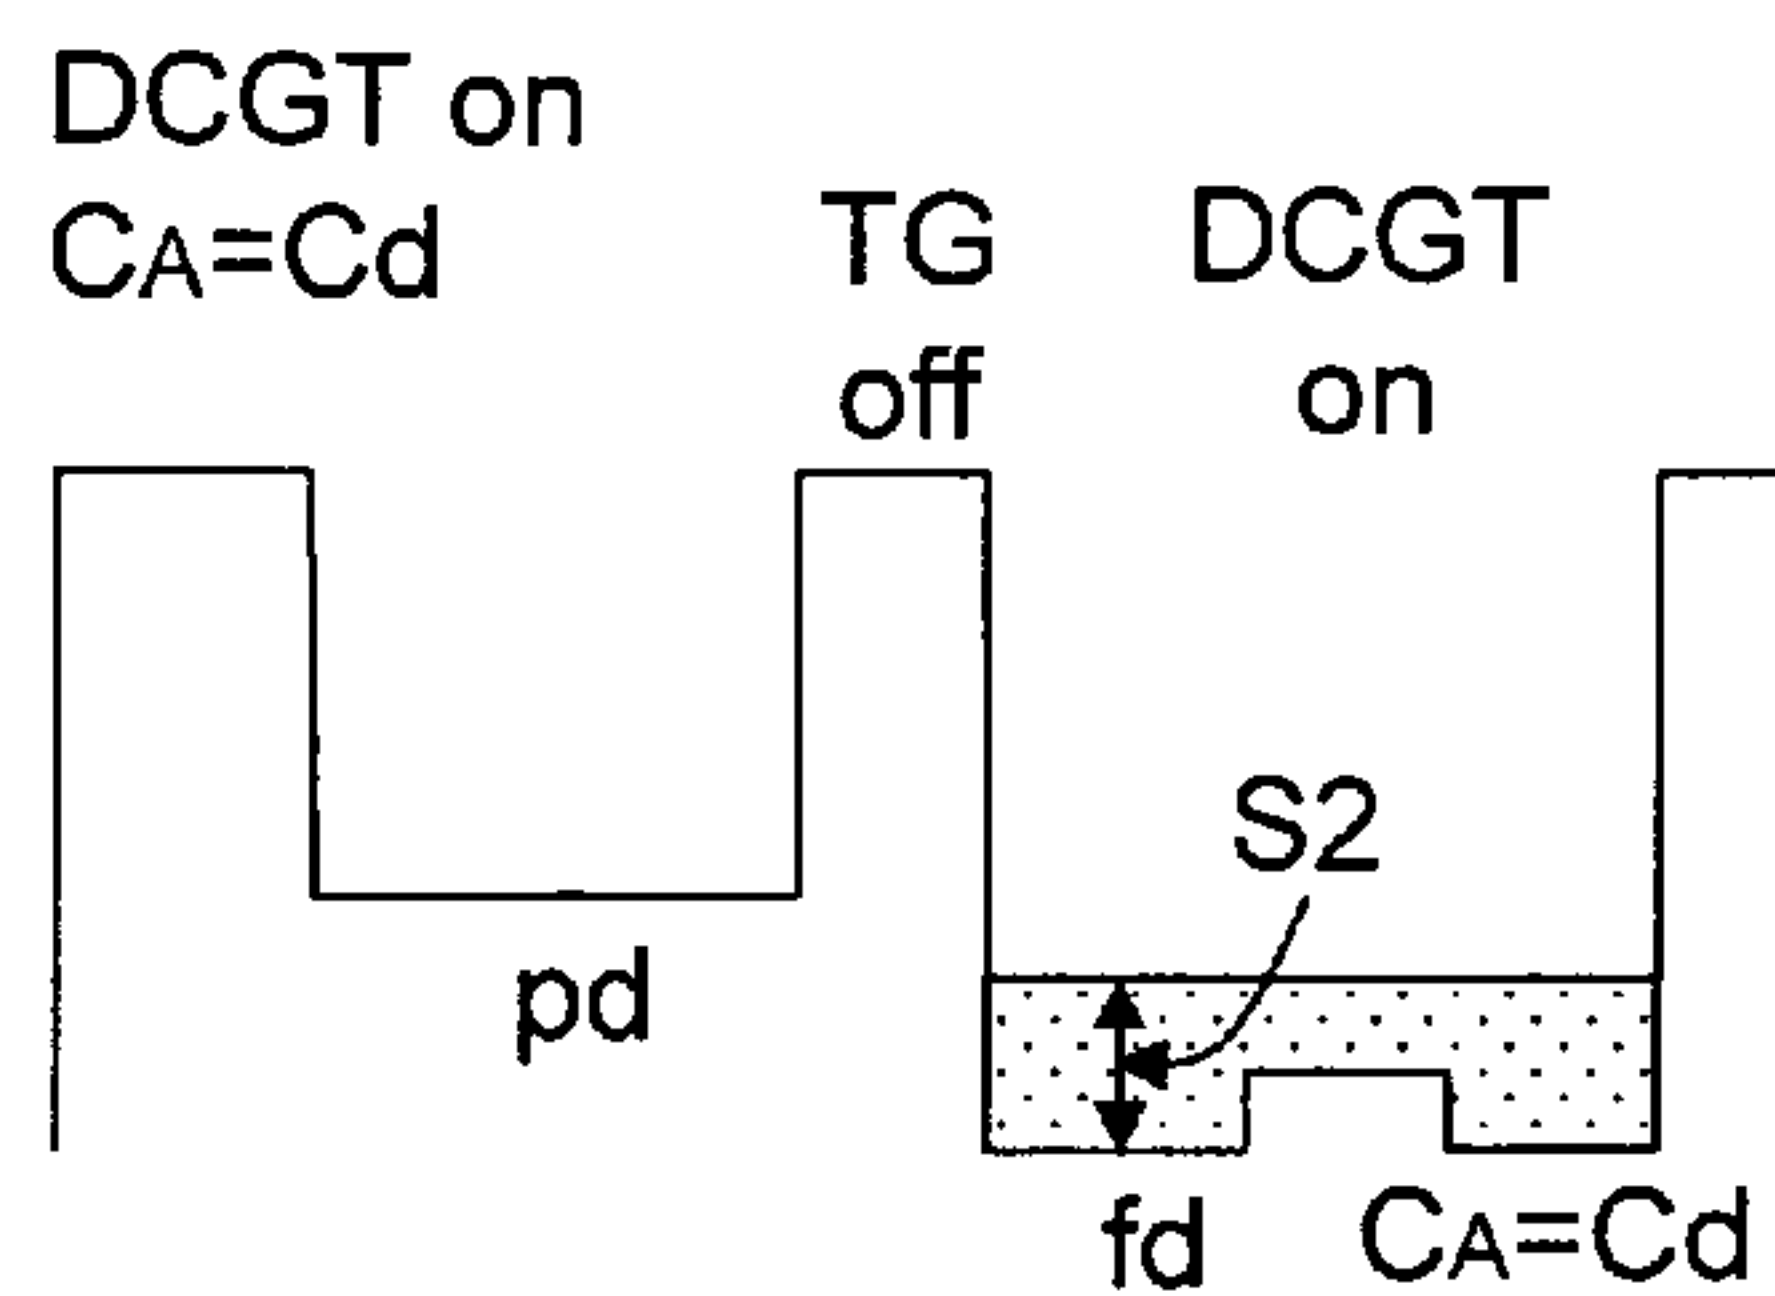 DCGT on
CA=Cd
TG
off
DCGT
on
S2
pd
fd
CA=Cd